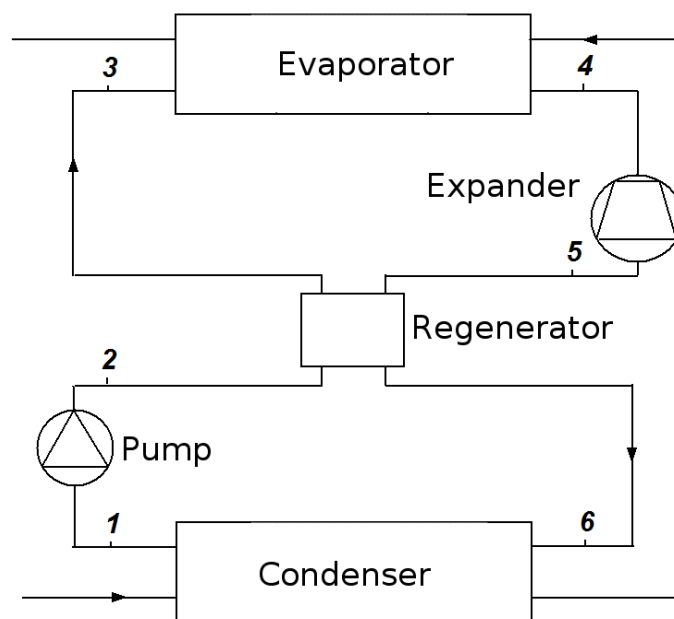 Evaporator
3
4
Expander
5
Regenerator
2
Pump
1
6
Condenser